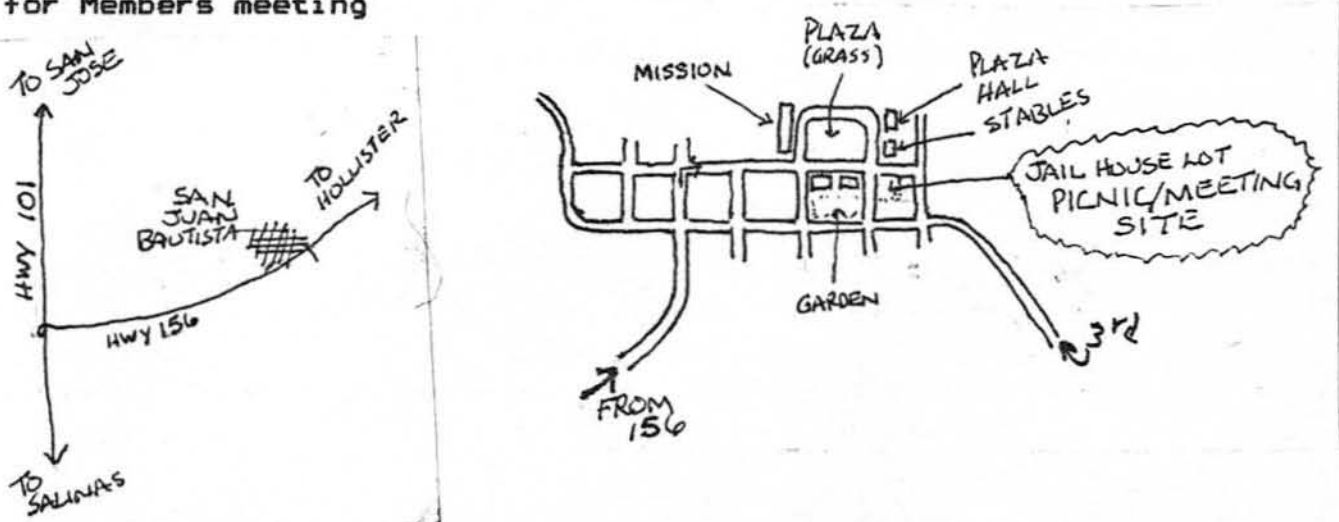 for Members meeting
TO SAN
JOSE
HWY 101
SAN
JUAN
BAUTISTA
TO
HOLLISTER
HWY 156
TO
SALINAS
MISSION
PLAZA
(GRASS)
PLAZA
HALL
STABLES
JAIL HOUSE LOT
PICNIC/MEETING
SITE
GARDEN
FROM
156
3rd